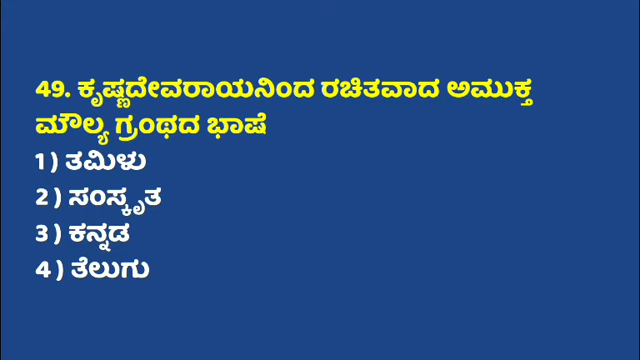 49. ಕೃಷ್ಣದೇವರಾಯನಿಂದ ರಚಿತವಾದ ಅಮುಕ್ತ
ಮೌಲ್ಯ ಗ್ರಂಥದ ಭಾಷೆ
1 ) ತಮಿಳು
2 ) ಸಂಸ್ಕೃತ
3 ) ಕನ್ನಡ
4 ) ತೆಲುಗು